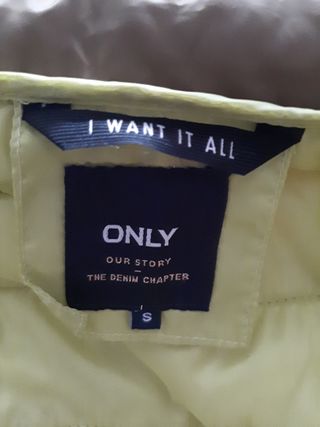 I WANT IT ALL
ONLY
OUR STORY
–
THE DENIM CHAPTER
S